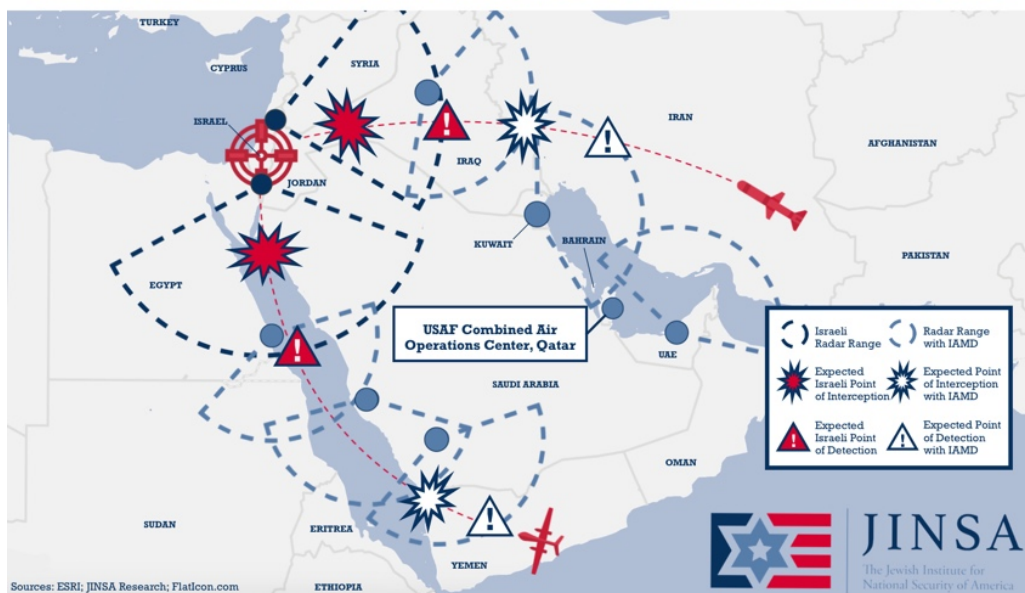 TURKEY
CYPRUS
SYRIA
ISRAEL
IRAN
AFGHANISTAN
IRAQ
JORDAN
KUWAIT
BAHRAIN
PAKISTAN
EGYPT
USAF Combined Air
Operations Center, Qatar
UAE
SAUDI ARABIA
OMAN
SUDAN
ERITREA
YEMEN
ETHIOPIA
Israeli
Radar Range
Radar Range
with IAMD
Expected
Israeli Point
of Interception
Expected Point
of Interception
with IAMD
Expected
Israeli Point
of Detection
Expected Point
of Detection
with IAMD
!
!
!
!
!
!
JINSA
The Jewish Institute for
National Security of America
Sources: ESRI; JINSA Research; FlatIcon.com